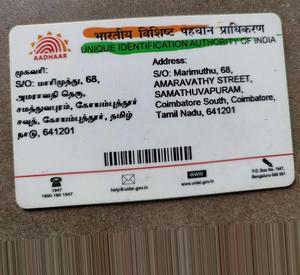 भारतीय विशिष्ट पहचान प्राधिकरण
UNIQUE IDENTIFICATION AUTHORITY OF INDIA
AADHAAR
முகவரி:
S/O: மாரிமுத்து, 68,
அமராவதி தெரு,
சமத்துவபுரம், கோயம்புத்தூர்
சவுத், கோயம்புத்தூர், தமிழ்
நாடு, 641201
Address:
S/O: Marimuthu, 68,
AMARAVATHY STREET,
SAMATHUVAPURAM,
Coimbatore South, Coimbatore,
Tamil Nadu, 641201
1947
1800 180 1947
help@uidai.gov.in
WWW
www.uidai.gov.in
P.O. Box No. 1947,
Bengaluru-560 001